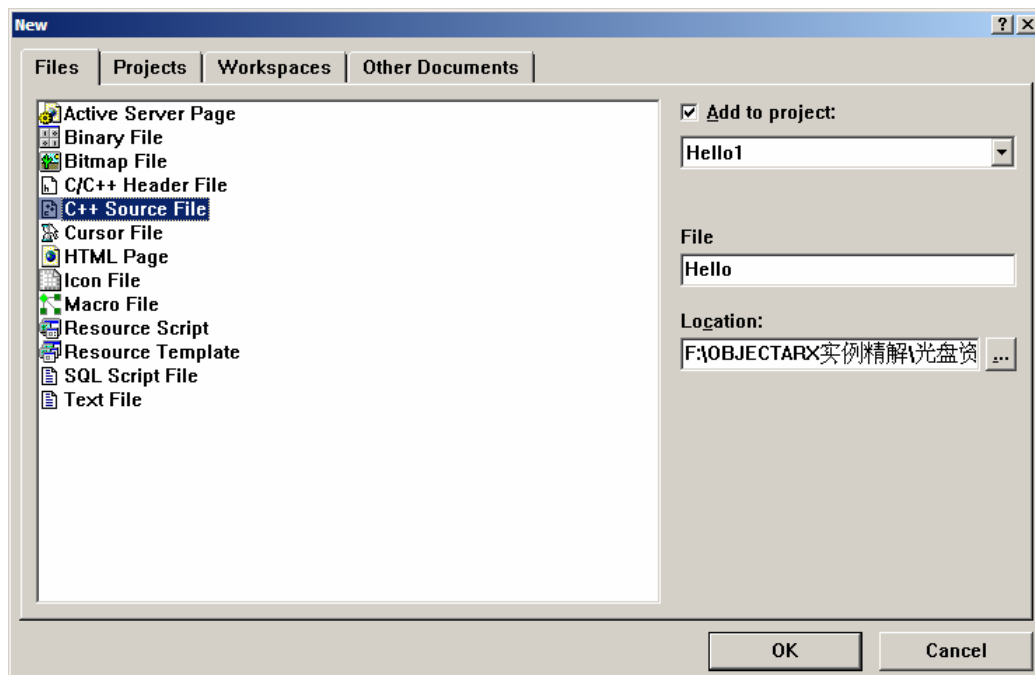 New
Files Projects Workspaces Other Documents
Active Server Page
Binary File
Bitmap File
C/C++ Header File
C++ Source File
Cursor File
HTML Page
Icon File
Macro File
Resource Script
Resource Template
SQL Script File
Text File
Add to project:
Hello1
File
Hello
Location:
F:\OBJECTARX实例精解\光盘资
...
OK Cancel